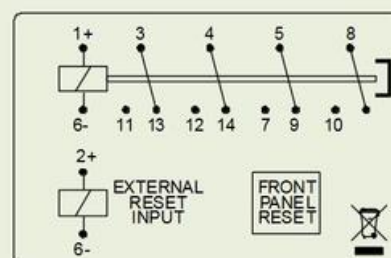 1+ 3 4 5 8
6- 11 13 12 14 7 9 10
2+
EXTERNAL
RESET
INPUT
FRONT
PANEL
RESET
6-